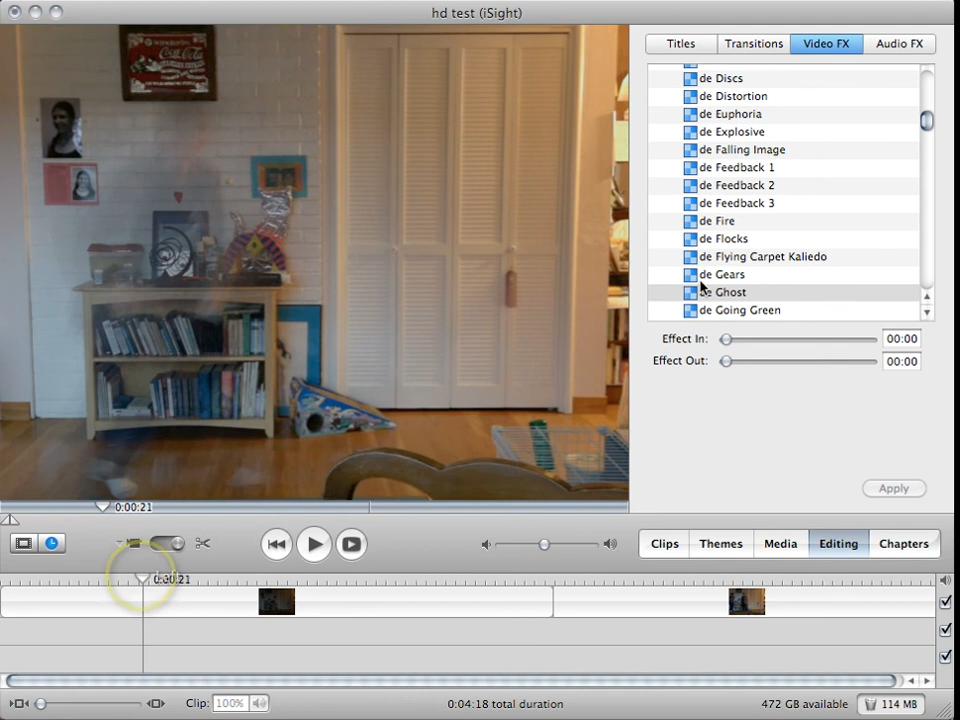 hd test (iSight)
Titles
Transitions
Video FX
Audio FX
Coca-Cola
de Discs
de Distortion
de Euphoria
de Explosive
de Falling Image
de Feedback 1
de Feedback 2
de Feedback 3
de Fire
de Flocks
de Flying Carpet Kaliedo
de Gears
de Ghost
de Going Green
Effect In:
00:00
Effect Out:
00:00
Apply
0:00:21
Clips
Themes
Media
Editing
Chapters
0:00:21
Clip:
100%
0:04:18 total duration
472 GB available
114 MB